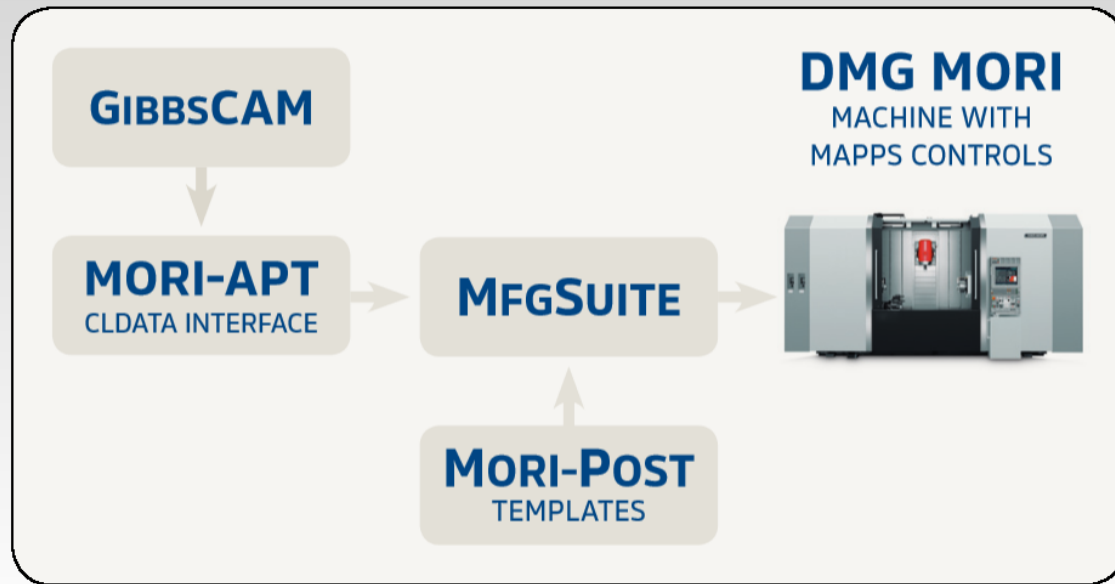 GIBBSCAM
DMG MORI
MACHINE WITH
MAPPS CONTROLS
MORI-APT
CLDATA INTERFACE
MFGSUITE
MORI-POST
TEMPLATES